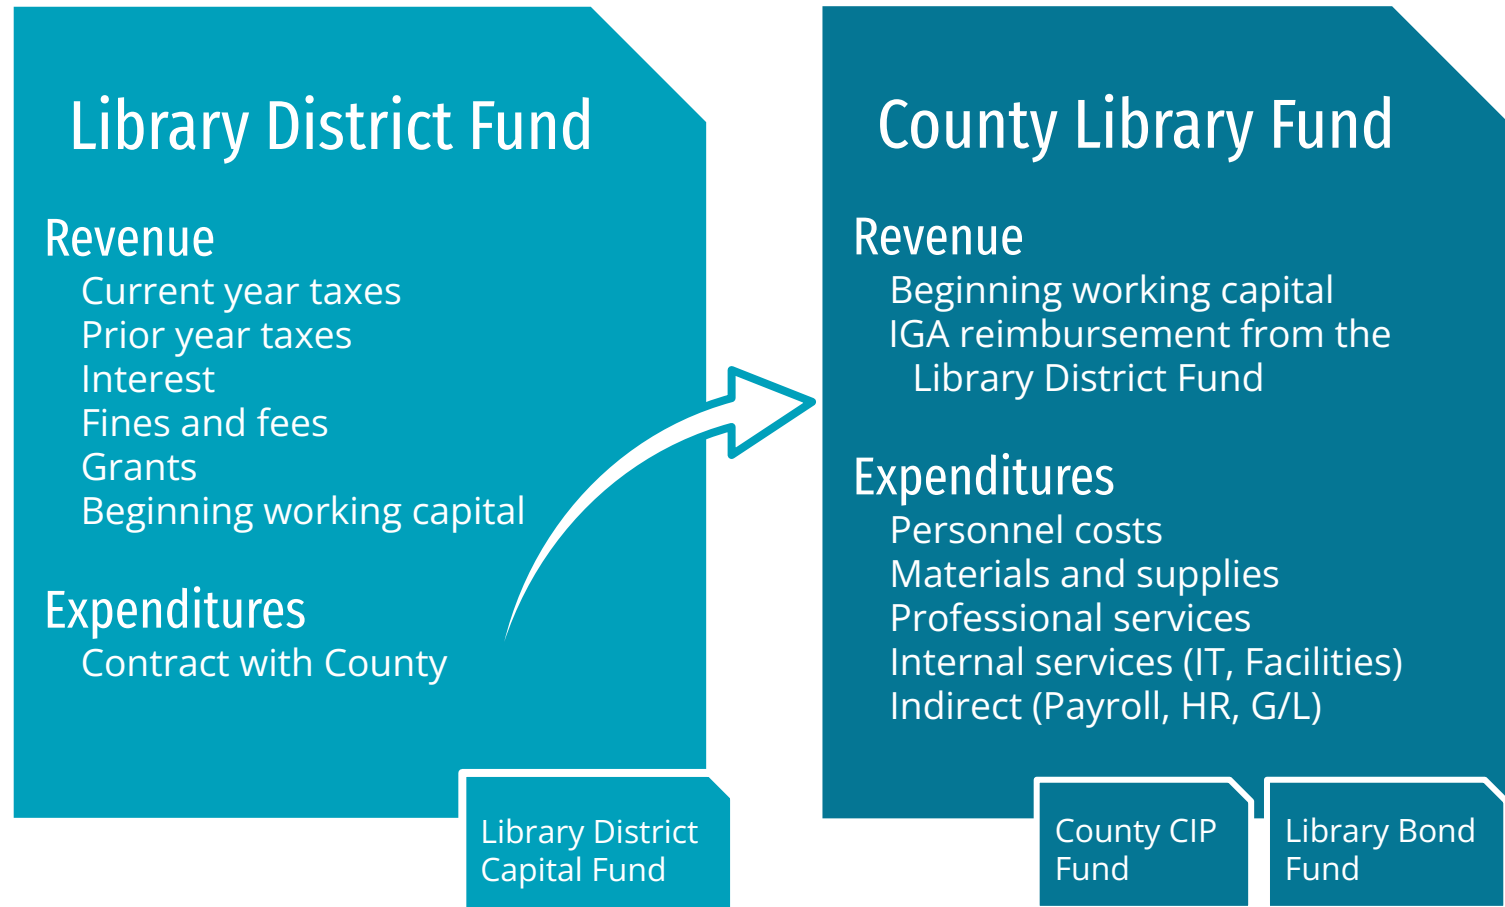 Library District Fund
Revenue
Current year taxes
Prior year taxes
Interest
Fines and fees
Grants
Beginning working capital
Expenditures
Contract with County
Library District
Capital Fund
County Library Fund
Revenue
Beginning working capital
IGA reimbursement from the
Library District Fund
Expenditures
Personnel costs
Materials and supplies
Professional services
Internal services (IT, Facilities)
Indirect (Payroll, HR, G/L)
County CIP
Fund
Library Bond
Fund